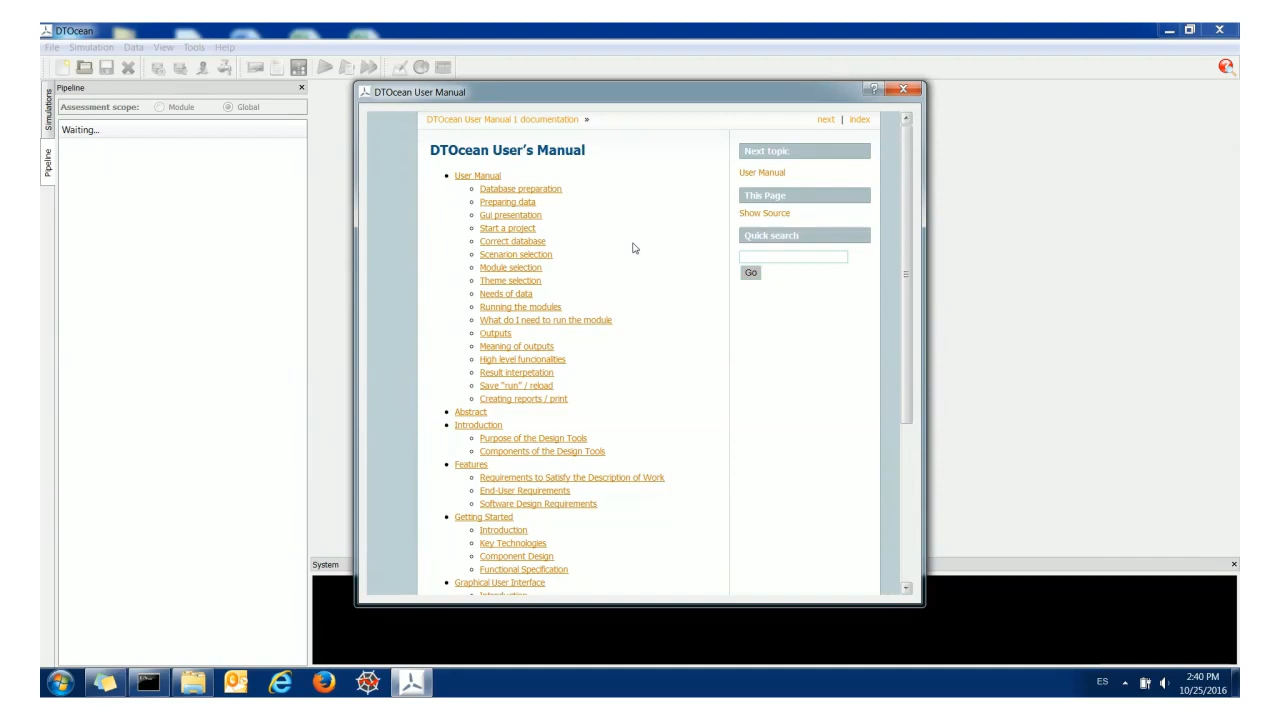 DTOcean
File Simulation Data View Tools Help
Simulations
Pipeline
Pipeline
Assessment scope: Module Global
Waiting...
DTOcean User Manual
DTOcean User Manual 1 documentation »
next | index
DTOcean User's Manual
User Manual
Database preparation
Preparing data
Gui presentation
Start a project
Correct database
Scenarion selection
Module selection
Theme selection
Needs of data
Running the modules
What do I need to run the module
Outputs
Meaning of outputs
High level funcionalities
Result interpetation
Save "run" / reload
Creating reports / print
Abstract
Introduction
Purpose of the Design Tools
Components of the Design Tools
Features
Requirements to Satisfy the Description of Work
End-User Requirements
Software Design Requirements
Getting Started
Introduction
Key Technologies
Component Design
Functional Specification
Graphical User Interface
Introduction
Next topic
User Manual
This Page
Show Source
Quick search
Go
System
ES
2:40 PM
10/25/2016